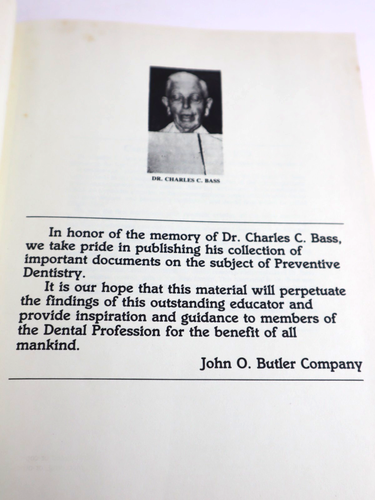 DR. CHARLES C. BASS
In honor of the memory of Dr. Charles C. Bass,
we take pride in publishing his collection of
important documents on the subject of Preventive
Dentistry.
It is our hope that this material will perpetuate
the findings of this outstanding educator and
provide inspiration and guidance to members of
the Dental Profession for the benefit of all
mankind.
John O. Butler Company